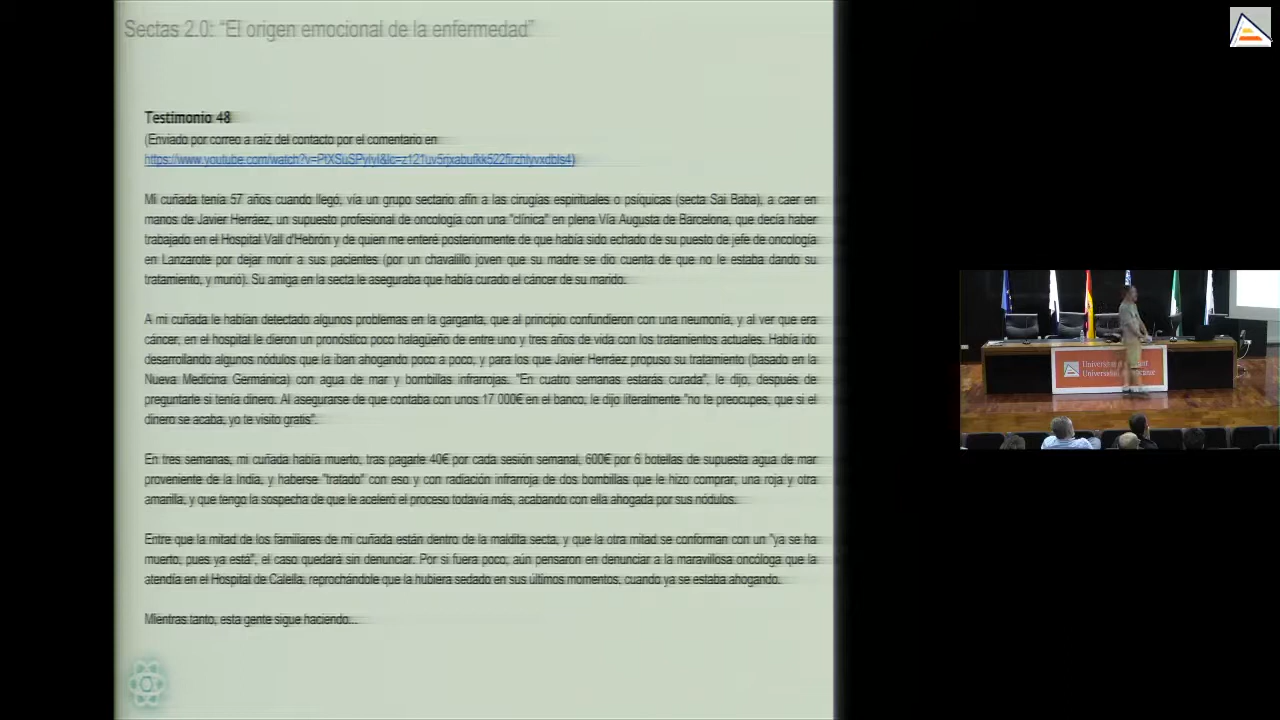 Sectas 2.0: “El origen emocional de la enfermedad”
Testimonio 48
(Enviado por correo a raíz del contacto por el comentario en
Mi cuñada tenía 57 años cuando llegó, vía un grupo sectario afín a las cirugías espirituales o psíquicas (secta Sai Baba), a caer en
manos de Javier Herráez, un supuesto profesional de oncología con una "clínica" en plena Vía Augusta de Barcelona, que decía haber
trabajado en el Hospital Vall d'Hebrón y de quien me enteré posteriormente de que había sido echado de su puesto de jefe de oncología
en Lanzarote por dejar morir a sus pacientes (por un chavalillo joven que su madre se dio cuenta de que no le estaba dando su
tratamiento, y murió). Su amiga en la secta le aseguraba que había curado el cáncer de su marido.
A mi cuñada le habían detectado algunos problemas en la garganta, que al principio confundieron con una neumonía, y al ver que era
cáncer, en el hospital le dieron un pronóstico poco halagüeño de entre uno y tres años de vida con los tratamientos actuales. Había ido
desarrollando algunos nódulos que la iban ahogando poco a poco, y para los que Javier Herráez propuso su tratamiento (basado en la
Nueva Medicina Germánica) con agua de mar y bombillas infrarrojas. "En cuatro semanas estarás curada", le dijo, después de
preguntarle si tenía dinero. Al asegurarse de que contaba con unos 17 000€ en el banco, le dijo literalmente "no te preocupes, que si el
dinero se acaba, yo te visito gratis".
En tres semanas, mi cuñada había muerto, tras pagarle 40€ por cada sesión semanal, 600€ por 6 botellas de supuesta agua de mar
proveniente de la India, y haberse "tratado" con eso y con radiación infrarroja de dos bombillas que le hizo comprar, una roja y otra
amarilla, y que tengo la sospecha de que le aceleró el proceso todavía más, acabando con ella ahogada por sus nódulos.
Entre que la mitad de los familiares de mi cuñada están dentro de la maldita secta, y que la otra mitad se conforman con un "ya se ha
muerto, pues ya está", el caso quedará sin denunciar. Por si fuera poco, aún pensaron en denunciar a la maravillosa oncóloga que la
atendía en el Hospital de Calella, reprochándole que la hubiera sedado en sus últimos momentos, cuando ya se estaba ahogando.
Mientras tanto, esta gente sigue haciendo...